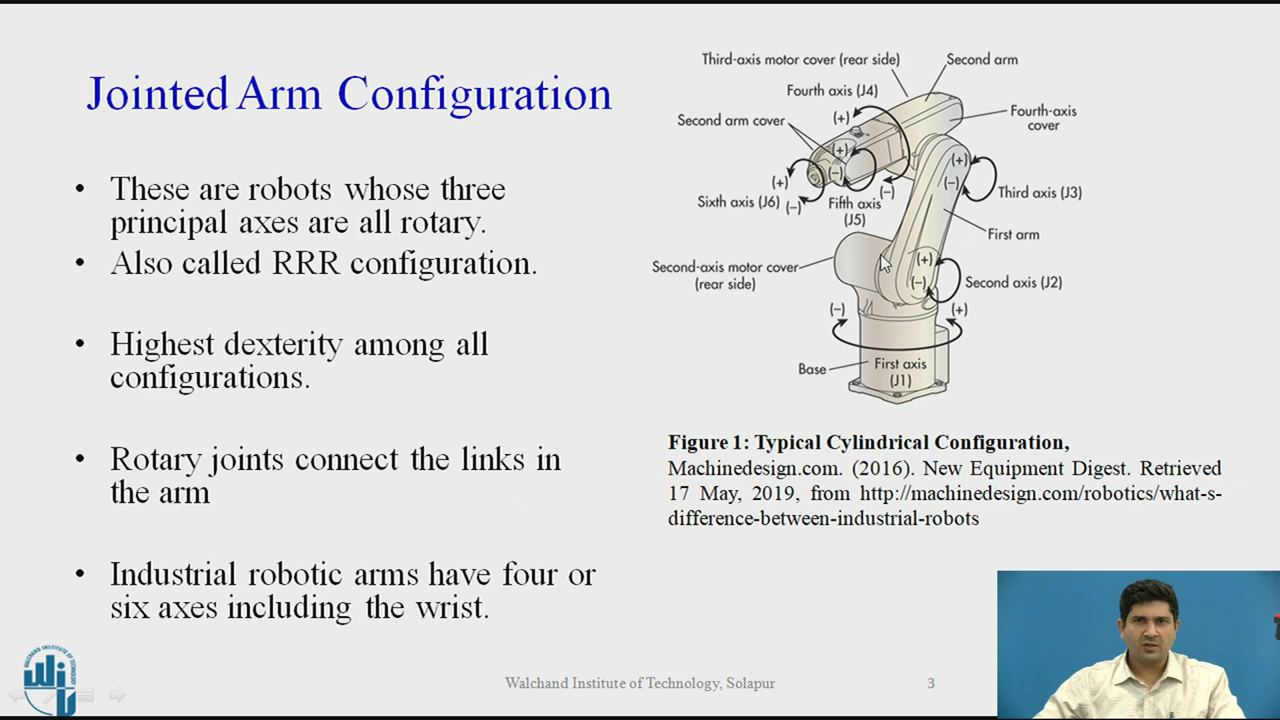 Jointed Arm Configuration
• These are robots whose three
principal axes are all rotary.
• Also called RRR configuration.
• Highest dexterity among all
configurations.
• Rotary joints connect the links in
the arm
• Industrial robotic arms have four or
six axes including the wrist.
Third-axis motor cover (rear side)
Second arm
Fourth axis (J4)
(+)
Second arm cover
Fourth-axis
cover
(+)
(-)
(+)
(-)
(+)
(-)
Third axis (J3)
Sixth axis (J6)
(-)
(-)
Fifth axis
(J5)
First arm
Second-axis motor cover
(rear side)
(+)
(-)
Second axis (J2)
(-)
(+)
Base
First axis
(J1)
Figure 1: Typical Cylindrical Configuration,
Machinedesign.com. (2016). New Equipment Digest. Retrieved
17 May, 2019, from http://machinedesign.com/robotics/what-s-
difference-between-industrial-robots
WALCHAND INSTITUTE OF TECHNOLOGY
WIT
Walchand Institute of Technology, Solapur
3